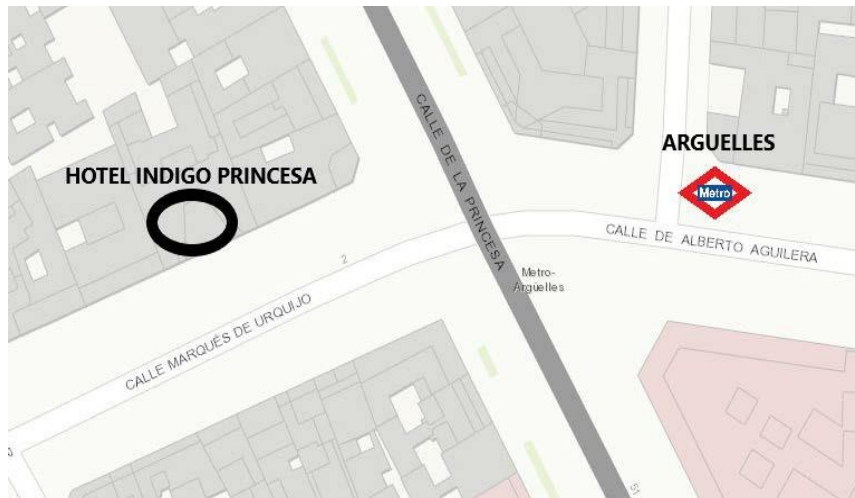 CALLE DE LA PRINCESA
ARGUELLES
HOTEL INDIGO PRINCESA
Metro
CALLE DE ALBERTO AGUILERA
2
Metro-
Argüelles
CALLE MARQUÉS DE URQUIJO
51